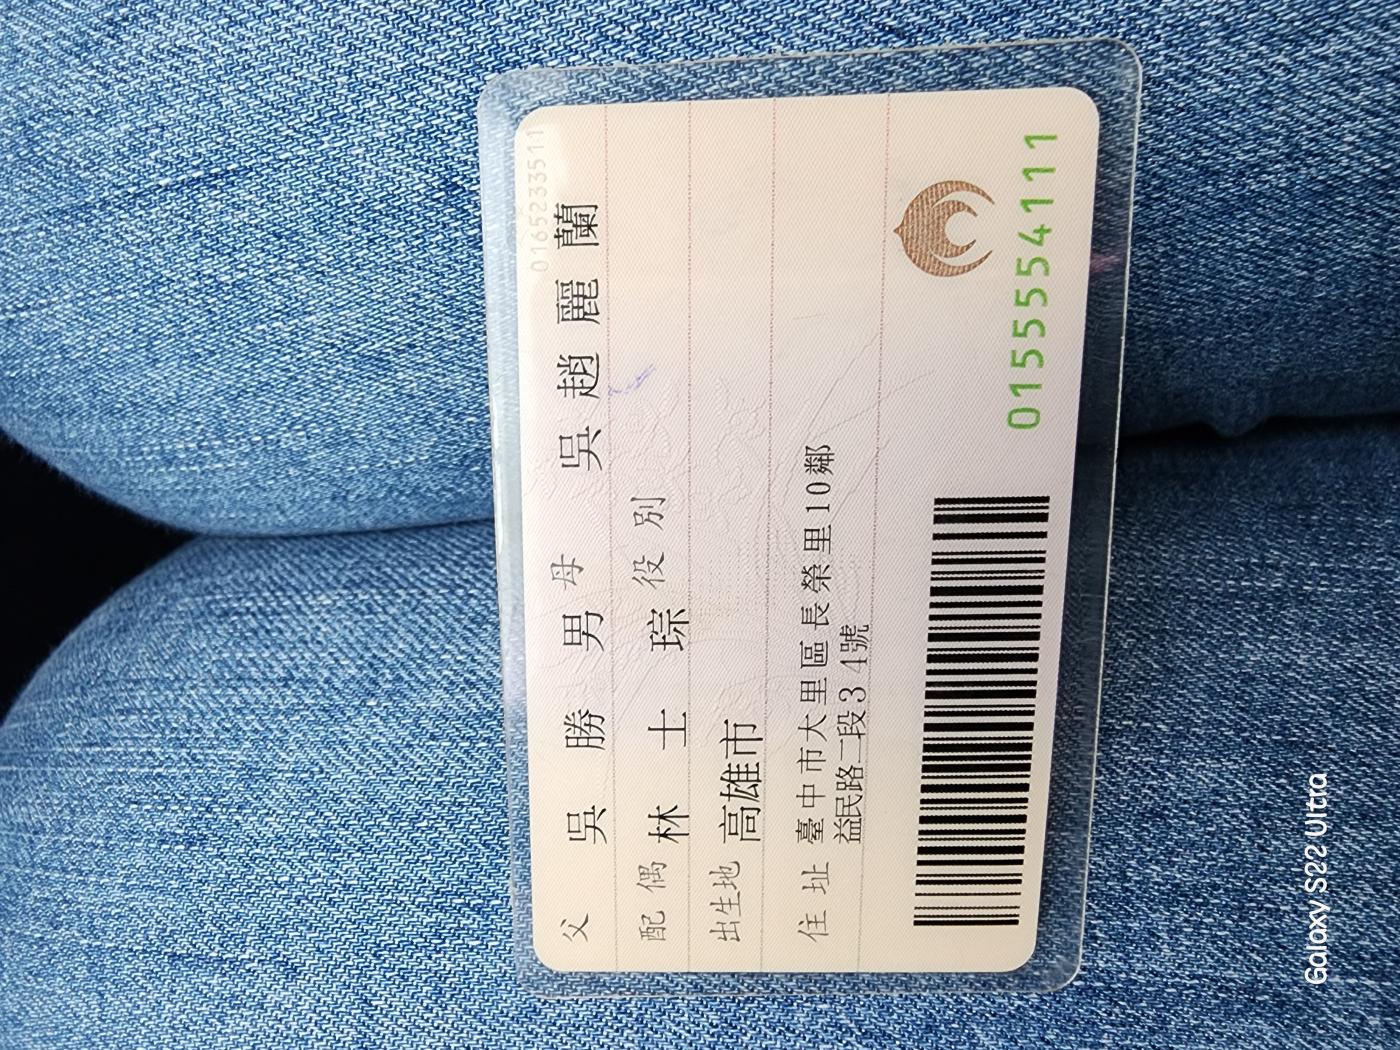 0165233511
父 吳勝男 母 吳趙麗蘭
配偶 林士琮 役別
出生地 高雄市
住址 臺中市大里區長榮里10鄰
益民路二段34號
0155554111
Galaxy S22 Ultra